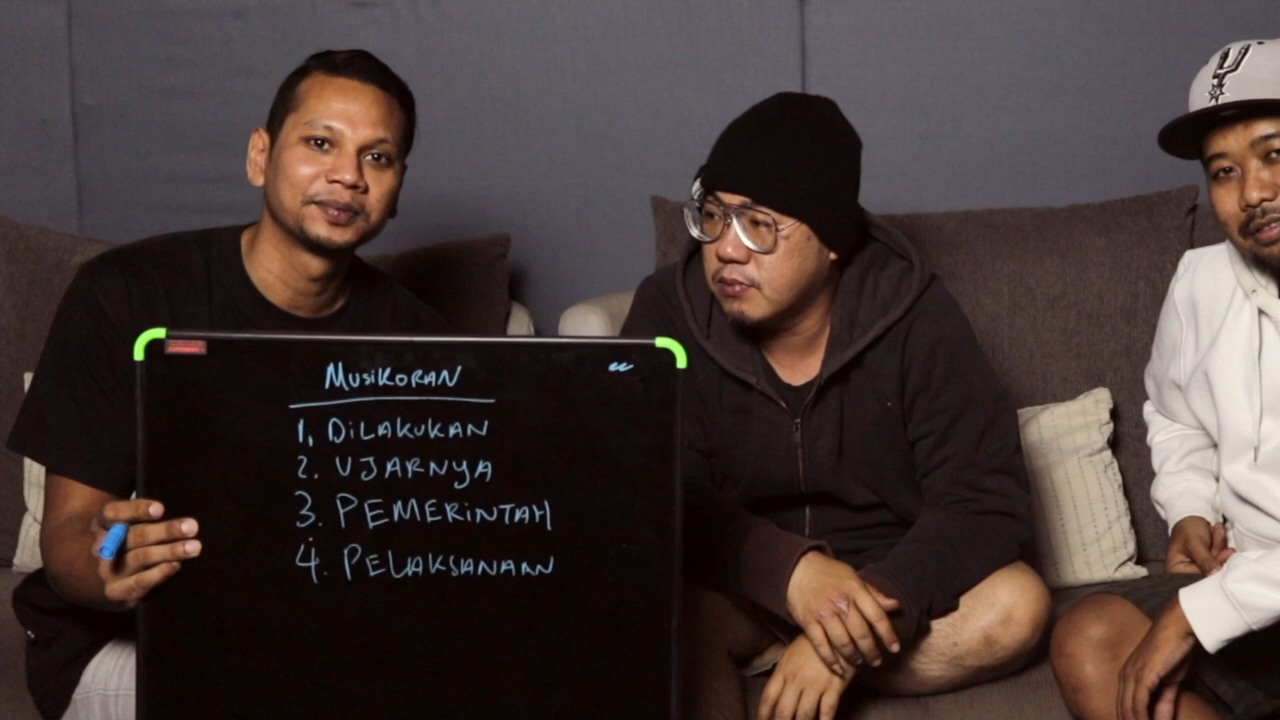 MUSIKORAN
1. DILAKUKAN
2. UJARNYA
3. PEMERINTAH
4. PELAKSANAAN